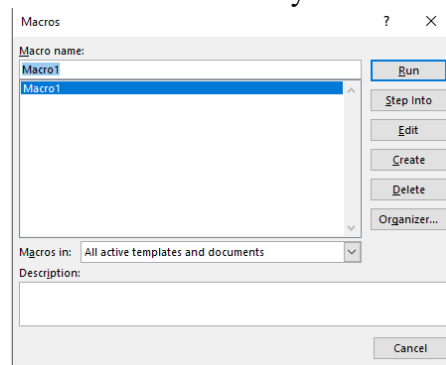 Macros
?
Macro name:
Macro1
Run
Macro1
Step Into
Edit
Create
Delete
Organizer...
Macros in: All active templates and documents
Description:
Cancel